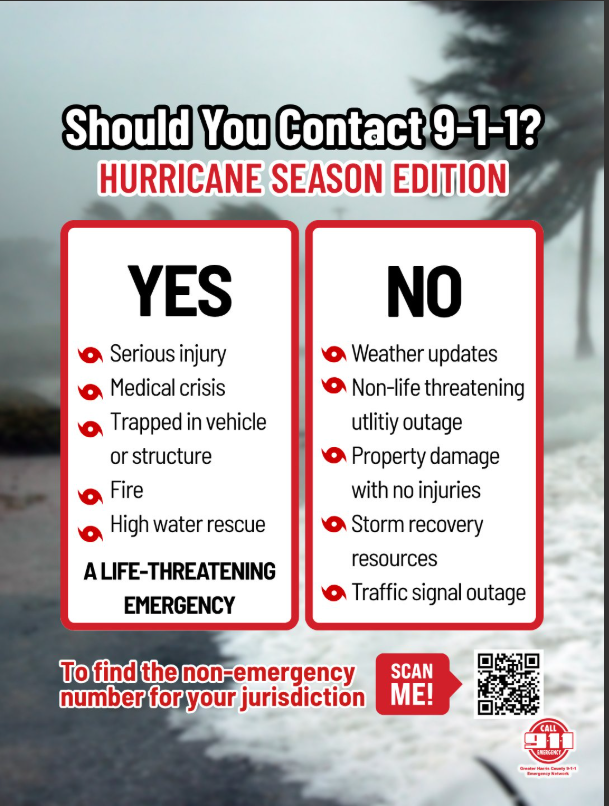 Should You Contact 9-1-1?
HURRICANE SEASON EDITION
YES
Serious injury
Medical crisis
Trapped in vehicle
or structure
Fire
High water rescue
A LIFE-THREATENING
EMERGENCY
NO
Weather updates
Non-life threatening
utlitiy outage
Property damage
with no injuries
Storm recovery
resources
Traffic signal outage
To find the non-emergency
number for your jurisdiction
SCAN
ME!
CALL
911
EMERGENCY
Greater Harris County 9-1-1
Emergency Network